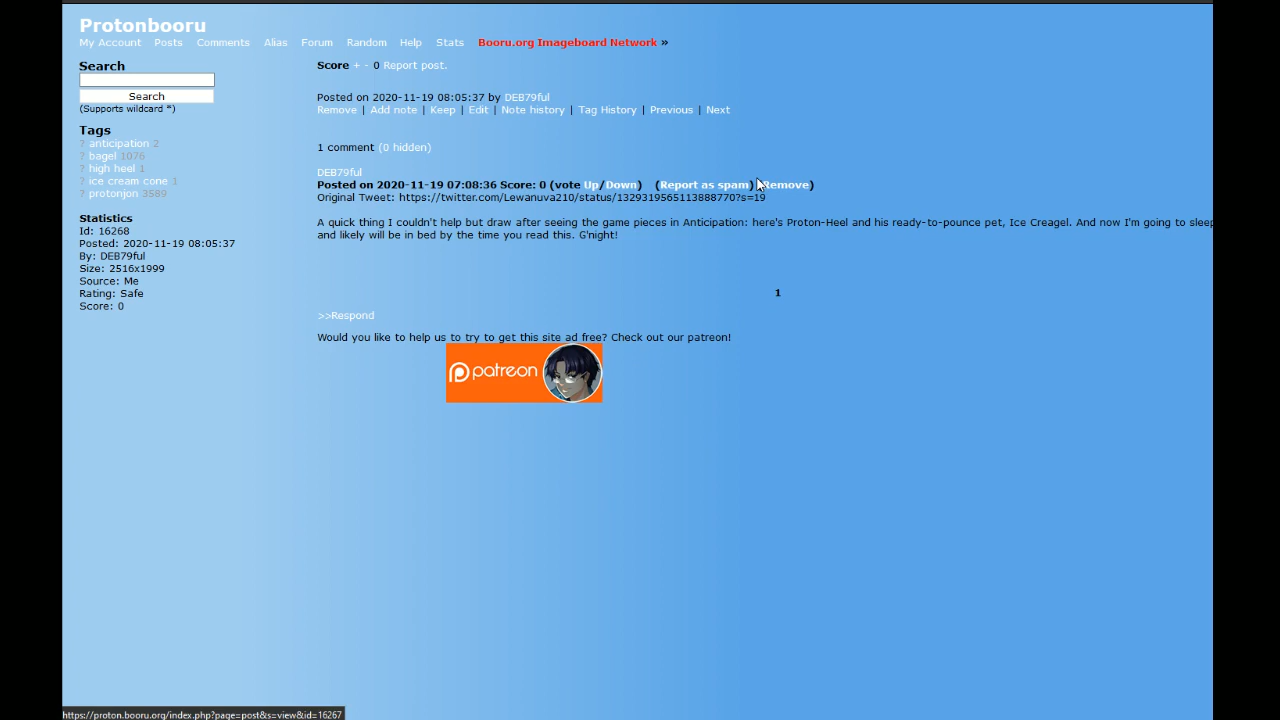 Protonbooru
My Account Posts Comments Alias Forum Random Help Stats Booru.org Imageboard Network »
Search
Search
(Supports wildcard *)
Tags
? anticipation 2
? bagel 1076
? high heel 1
? ice cream cone 1
? protonjon 3589
Statistics
Id: 16268
Posted: 2020-11-19 08:05:37
By: DEB79ful
Size: 2516x1999
Source: Me
Rating: Safe
Score: 0
Score + - 0 Report post.
Posted on 2020-11-19 08:05:37 by DEB79ful
Remove | Add note | Keep | Edit | Note history | Tag History | Previous | Next
1 comment (0 hidden)
DEB79ful
Posted on 2020-11-19 07:08:36 Score: 0 (vote Up/Down) (Report as spam) Remove)
Original Tweet: https://twitter.com/Lewanuva210/status/1329319565113888770?s=19
A quick thing I couldn't help but draw after seeing the game pieces in Anticipation: here's Proton-Heel and his ready-to-pounce pet, Ice Creagel. And now I'm going to sleep
and likely will be in bed by the time you read this. G'night!
1
>>Respond
Would you like to help us to try to get this site ad free? Check out our patreon!
patreon
https://proton.booru.org/index.php?page=post&s=view&id=16267